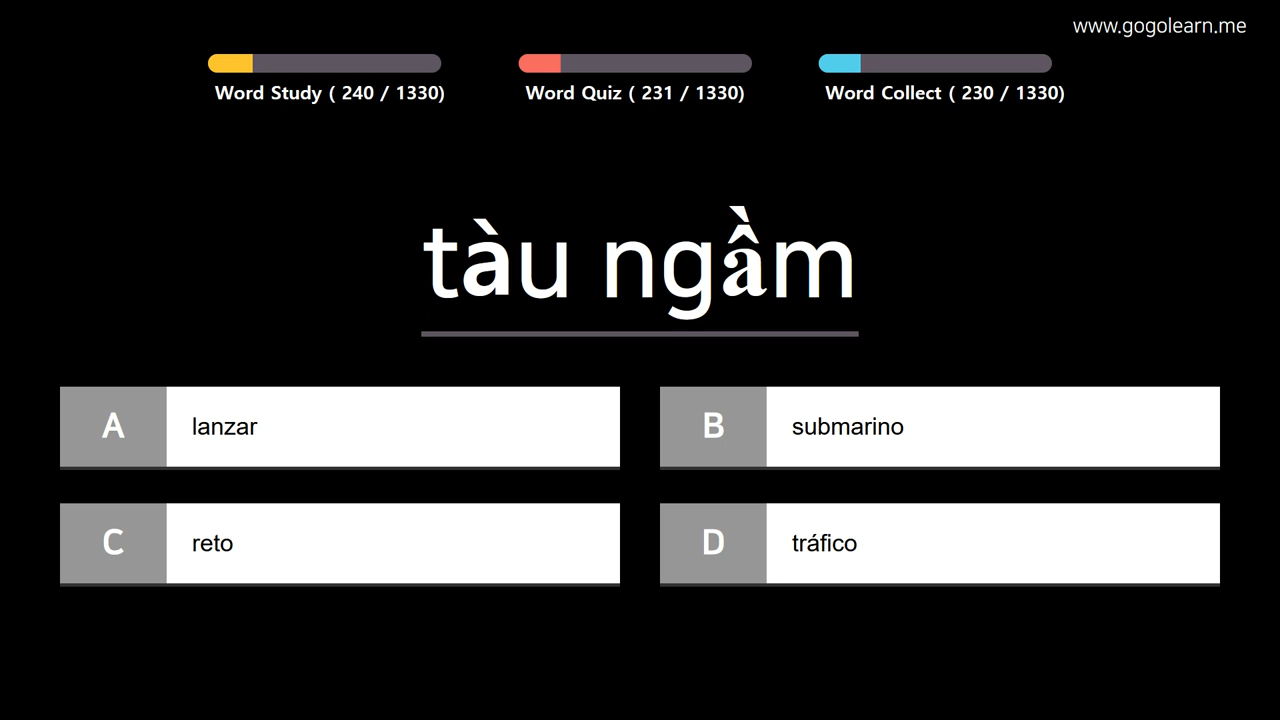 www.gogolearn.me
Word Study ( 240 / 1330)
Word Quiz ( 231 / 1330)
Word Collect ( 230 / 1330)
tàu ngầm
A lanzar
B submarino
C reto
D tráfico